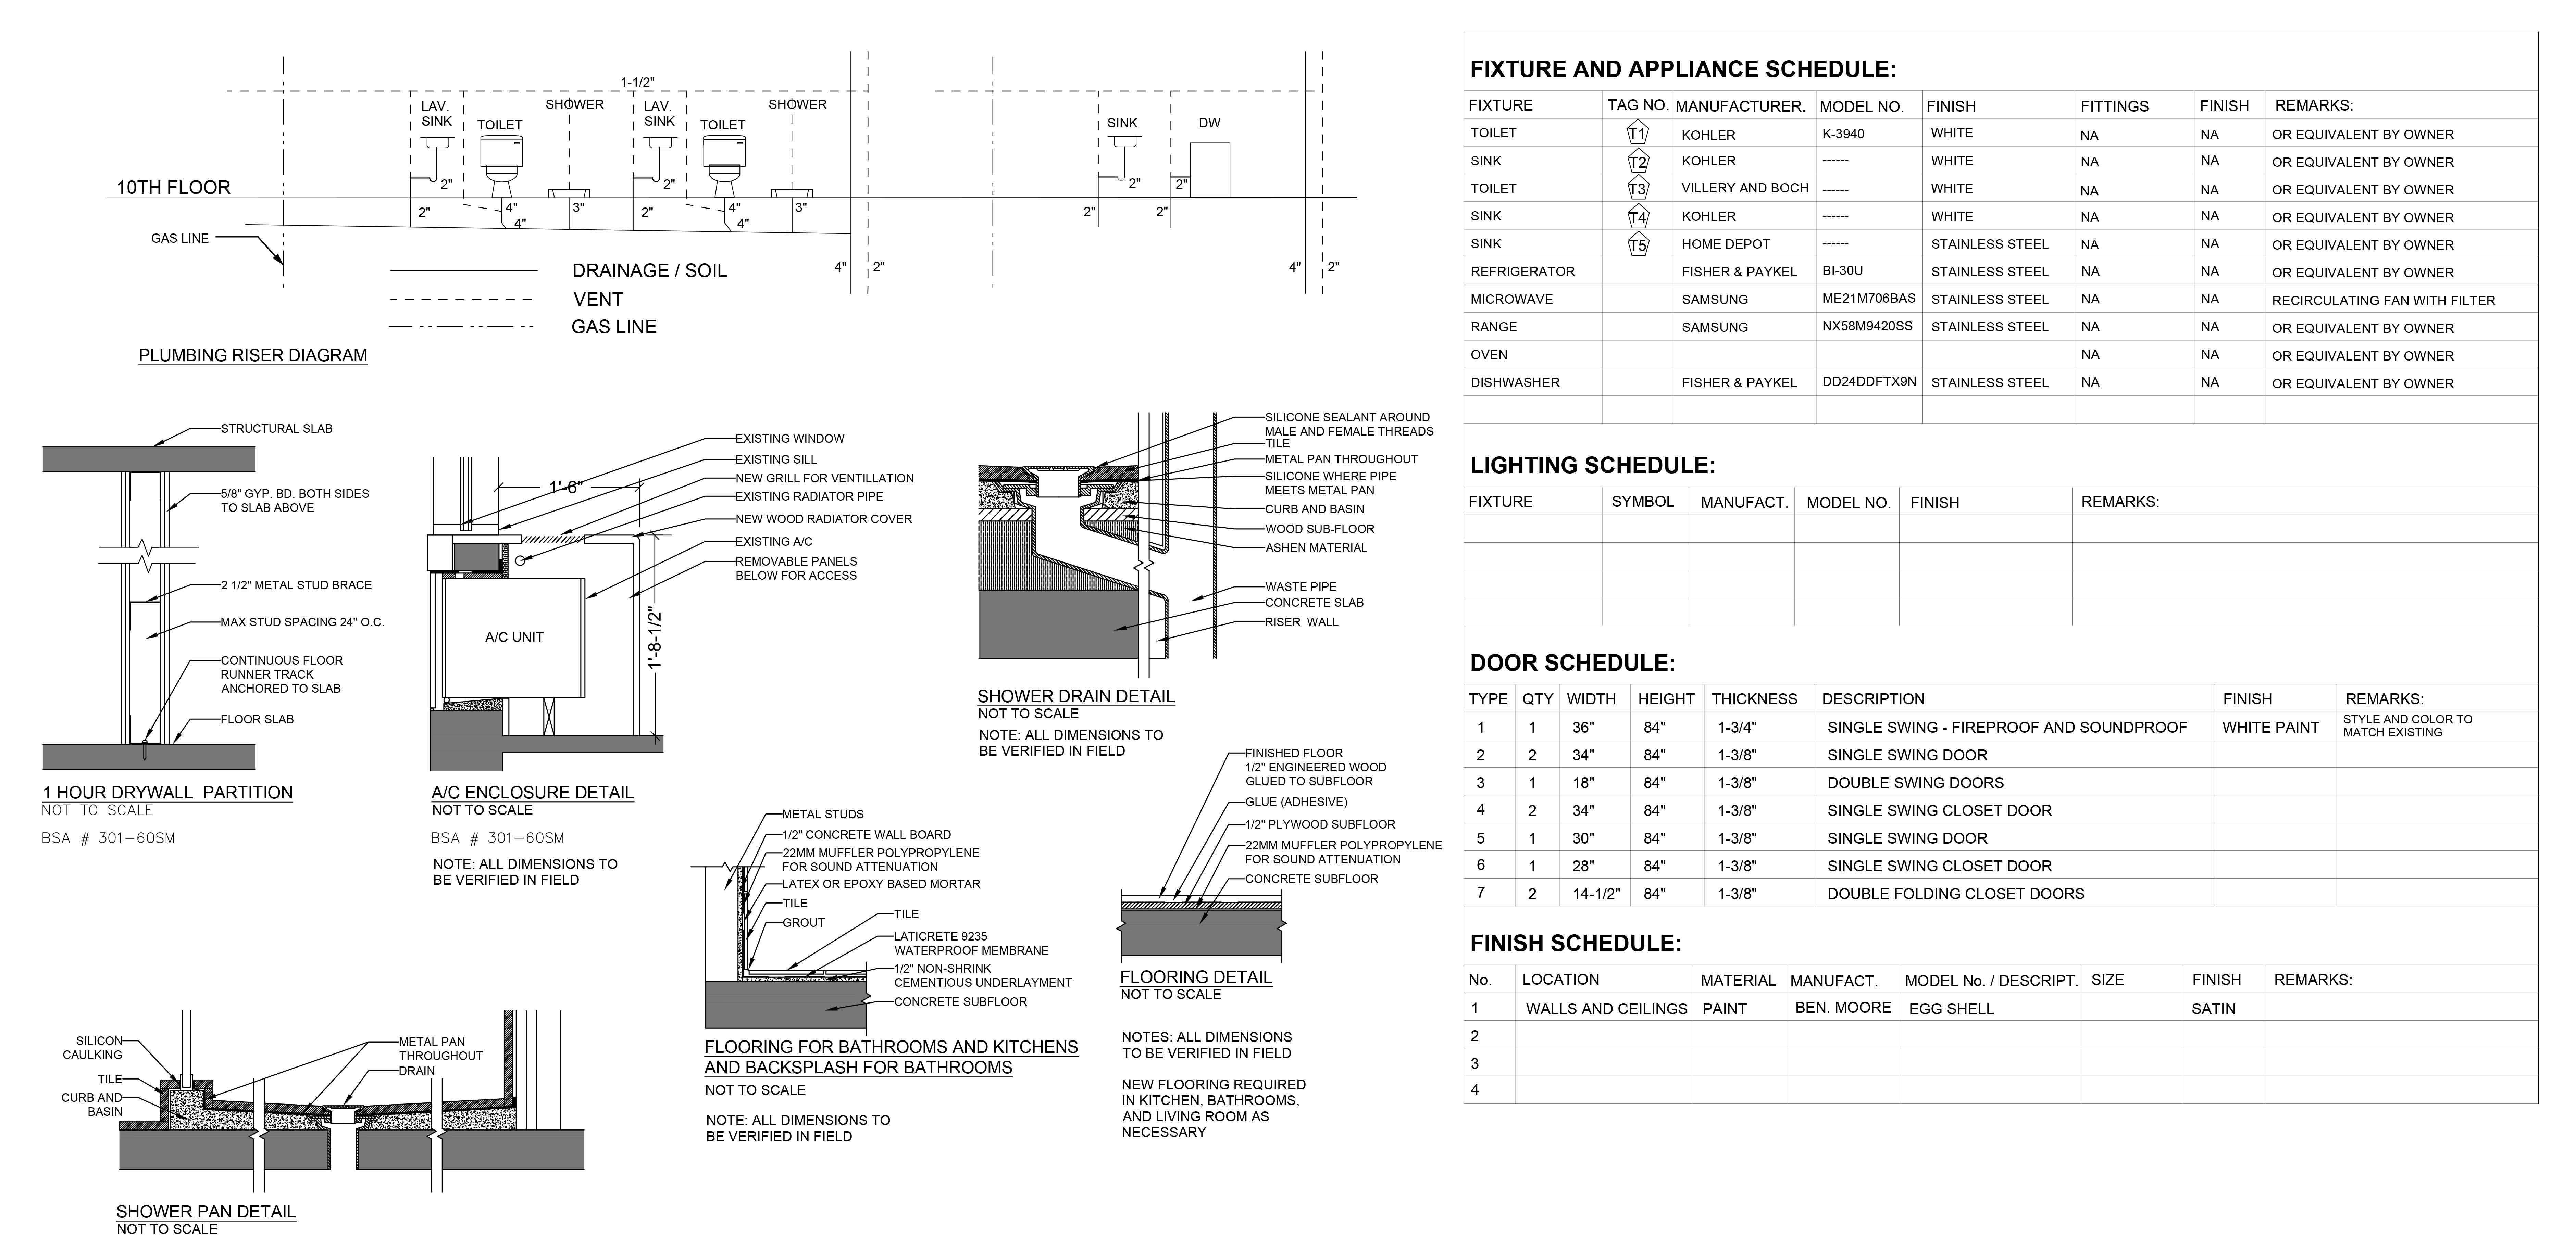 1-1/2"
LAV.
SINK
TOILET
SHOWER
LAV.
SINK
TOILET
SHOWER
SINK
DW
10TH FLOOR
2"
2"
2"
2"
2"
4"
3"
2"
4"
3"
2"
2"
4"
4"
GAS LINE
4"
2"
4"
2"
DRAINAGE / SOIL
VENT
GAS LINE
PLUMBING RISER DIAGRAM
STRUCTURAL SLAB
5/8" GYP. BD. BOTH SIDES
TO SLAB ABOVE
2 1/2" METAL STUD BRACE
MAX STUD SPACING 24" O.C.
CONTINUOUS FLOOR
RUNNER TRACK
ANCHORED TO SLAB
FLOOR SLAB
1 HOUR DRYWALL PARTITION
NOT TO SCALE
BSA # 301-60SM
EXISTING WINDOW
EXISTING SILL
NEW GRILL FOR VENTILLATION
EXISTING RADIATOR PIPE
NEW WOOD RADIATOR COVER
EXISTING A/C
REMOVABLE PANELS
BELOW FOR ACCESS
1'-6"
1'-8-1/2"
A/C UNIT
A/C ENCLOSURE DETAIL
NOT TO SCALE
BSA # 301-60SM
NOTE: ALL DIMENSIONS TO
BE VERIFIED IN FIELD
SILICONE SEALANT AROUND
MALE AND FEMALE THREADS
TILE
METAL PAN THROUGHOUT
SILICONE WHERE PIPE
MEETS METAL PAN
CURB AND BASIN
WOOD SUB-FLOOR
ASHEN MATERIAL
WASTE PIPE
CONCRETE SLAB
RISER WALL
SHOWER DRAIN DETAIL
NOT TO SCALE
NOTE: ALL DIMENSIONS TO
BE VERIFIED IN FIELD
METAL STUDS
1/2" CONCRETE WALL BOARD
22MM MUFFLER POLYPROPYLENE
FOR SOUND ATTENUATION
LATEX OR EPOXY BASED MORTAR
TILE
GROUT
TILE
LATICRETE 9235
WATERPROOF MEMBRANE
1/2" NON-SHRINK
CEMENTIOUS UNDERLAYMENT
CONCRETE SUBFLOOR
FLOORING FOR BATHROOMS AND KITCHENS
AND BACKSPLASH FOR BATHROOMS
NOT TO SCALE
NOTE: ALL DIMENSIONS TO
BE VERIFIED IN FIELD
FINISHED FLOOR
1/2" ENGINEERED WOOD
GLUED TO SUBFLOOR
GLUE (ADHESIVE)
1/2" PLYWOOD SUBFLOOR
22MM MUFFLER POLYPROPYLENE
FOR SOUND ATTENUATION
CONCRETE SUBFLOOR
FLOORING DETAIL
NOT TO SCALE
NOTES: ALL DIMENSIONS
TO BE VERIFIED IN FIELD
NEW FLOORING REQUIRED
IN KITCHEN, BATHROOMS,
AND LIVING ROOM AS
NECESSARY
SILICON
CAULKING
TILE
CURB AND
BASIN
METAL PAN
THROUGHOUT
DRAIN
SHOWER PAN DETAIL
NOT TO SCALE
FIXTURE AND APPLIANCE SCHEDULE:
FIXTURE TAG NO. MANUFACTURER. MODEL NO. FINISH FITTINGS FINISH REMARKS:
TOILET T1 KOHLER K-3940 WHITE NA NA OR EQUIVALENT BY OWNER
SINK T2 KOHLER ------ WHITE NA NA OR EQUIVALENT BY OWNER
TOILET T3 VILLERY AND BOCH ------ WHITE NA NA OR EQUIVALENT BY OWNER
SINK T4 KOHLER ------ WHITE NA NA OR EQUIVALENT BY OWNER
SINK T5 HOME DEPOT ------ STAINLESS STEEL NA NA OR EQUIVALENT BY OWNER
REFRIGERATOR FISHER & PAYKEL BI-30U STAINLESS STEEL NA NA OR EQUIVALENT BY OWNER
MICROWAVE SAMSUNG ME21M706BAS STAINLESS STEEL NA NA RECIRCULATING FAN WITH FILTER
RANGE SAMSUNG NX58M9420SS STAINLESS STEEL NA NA OR EQUIVALENT BY OWNER
OVEN NA NA OR EQUIVALENT BY OWNER
DISHWASHER FISHER & PAYKEL DD24DDFTX9N STAINLESS STEEL NA NA OR EQUIVALENT BY OWNER
LIGHTING SCHEDULE:
FIXTURE SYMBOL MANUFACT. MODEL NO. FINISH REMARKS:
DOOR SCHEDULE:
TYPE QTY WIDTH HEIGHT THICKNESS DESCRIPTION FINISH REMARKS:
1 1 36" 84" 1-3/4" SINGLE SWING - FIREPROOF AND SOUNDPROOF WHITE PAINT STYLE AND COLOR TO
MATCH EXISTING
2 2 34" 84" 1-3/8" SINGLE SWING DOOR
3 1 18" 84" 1-3/8" DOUBLE SWING DOORS
4 2 34" 84" 1-3/8" SINGLE SWING CLOSET DOOR
5 1 30" 84" 1-3/8" SINGLE SWING DOOR
6 1 28" 84" 1-3/8" SINGLE SWING CLOSET DOOR
7 2 14-1/2" 84" 1-3/8" DOUBLE FOLDING CLOSET DOORS
FINISH SCHEDULE:
No. LOCATION MATERIAL MANUFACT. MODEL No. / DESCRIPT. SIZE FINISH REMARKS:
1 WALLS AND CEILINGS PAINT BEN. MOORE EGG SHELL SATIN
2
3
4